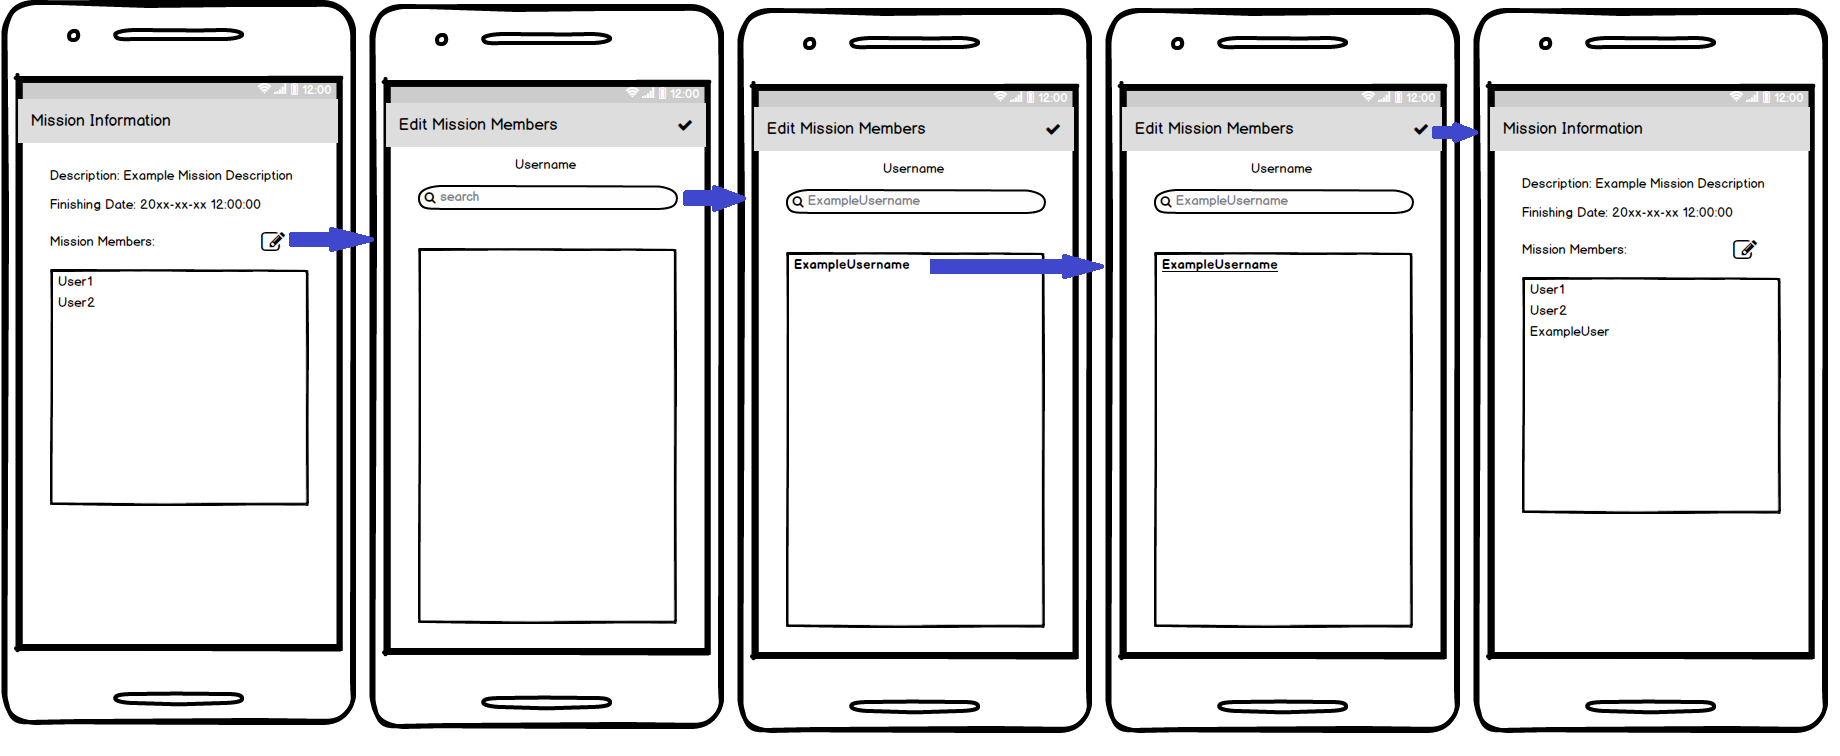 12:00
Mission Information
Description: Example Mission Description
Finishing Date: 20xx-xx-xx 12:00:00
Mission Members:
User1
User2
12:00
Edit Mission Members
Username
search
12:00
Edit Mission Members
Username
ExampleUsername
ExampleUsername
12:00
Edit Mission Members
Username
ExampleUsername
ExampleUsername
12:00
Mission Information
Description: Example Mission Description
Finishing Date: 20xx-xx-xx 12:00:00
Mission Members:
User1
User2
ExampleUser